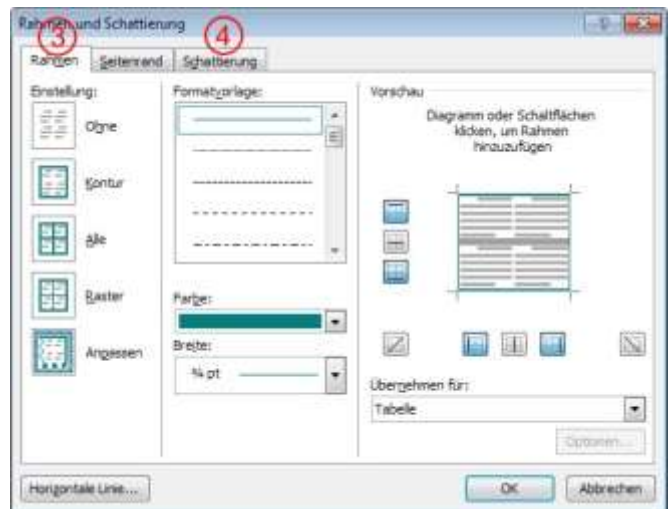 Rahmen und Schattierung
3
4
Rahmen
Seitenrand
Schattierung
Einstellung:
Ohne
Kontur
Alle
Raster
Anpassen
Formatvorlage:
Farbe:
Breite:
¾ pt
Vorschau
Diagramm oder Schaltflächen
klicken, um Rahmen
hinzuzufügen
Übernehmen für:
Tabelle
Optionen...
Horizontale Linie...
OK
Abbrechen